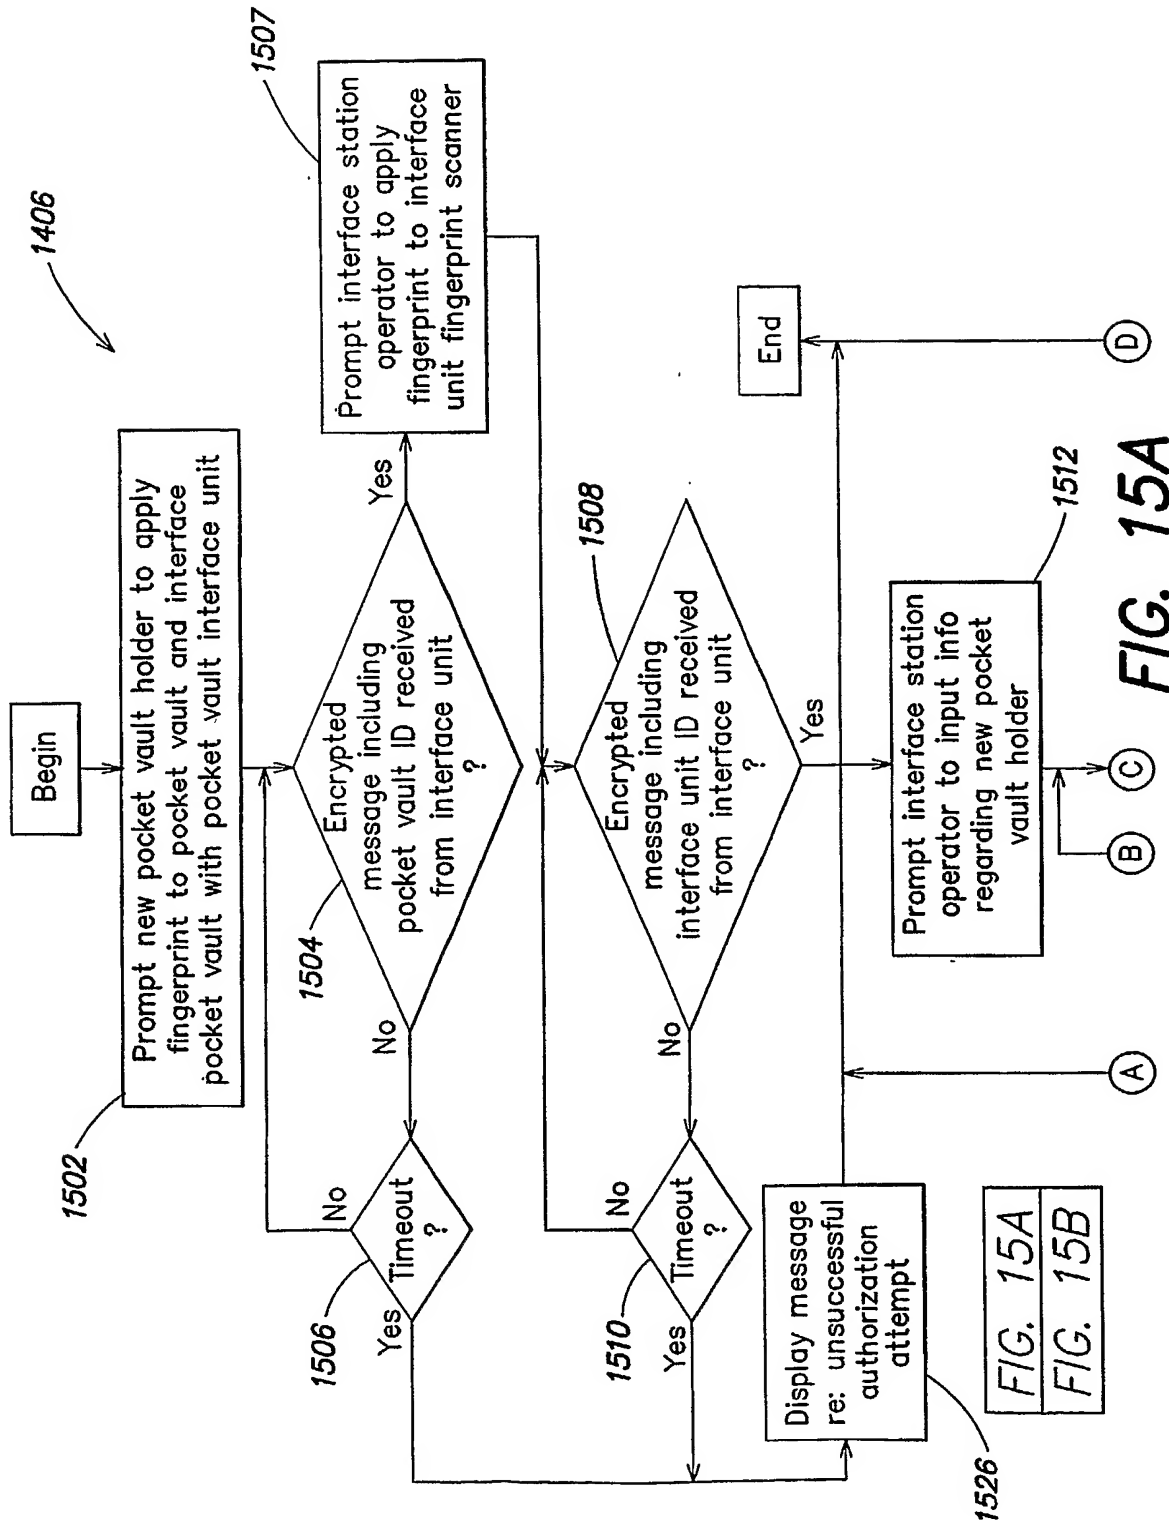 1406
Begin
1502
Prompt new pocket vault holder to apply
fingerprint to pocket vault and interface
pocket vault with pocket vault interface unit
1504
Encrypted
message including
pocket vault ID received
from interface unit
?
No
Yes
1506
Timeout
?
No
Yes
1507
Prompt interface station
operator to apply
fingerprint to interface
unit fingerprint scanner
1508
Encrypted
message including
interface unit ID received
from interface unit
?
No
Yes
1510
Timeout
?
No
Yes
1526
Display message
re: unsuccessful
authorization
attempt
End
1512
Prompt interface station
operator to input info
regarding new pocket
vault holder
A
B
C
D
FIG. 15A
FIG. 15B
FIG. 15A